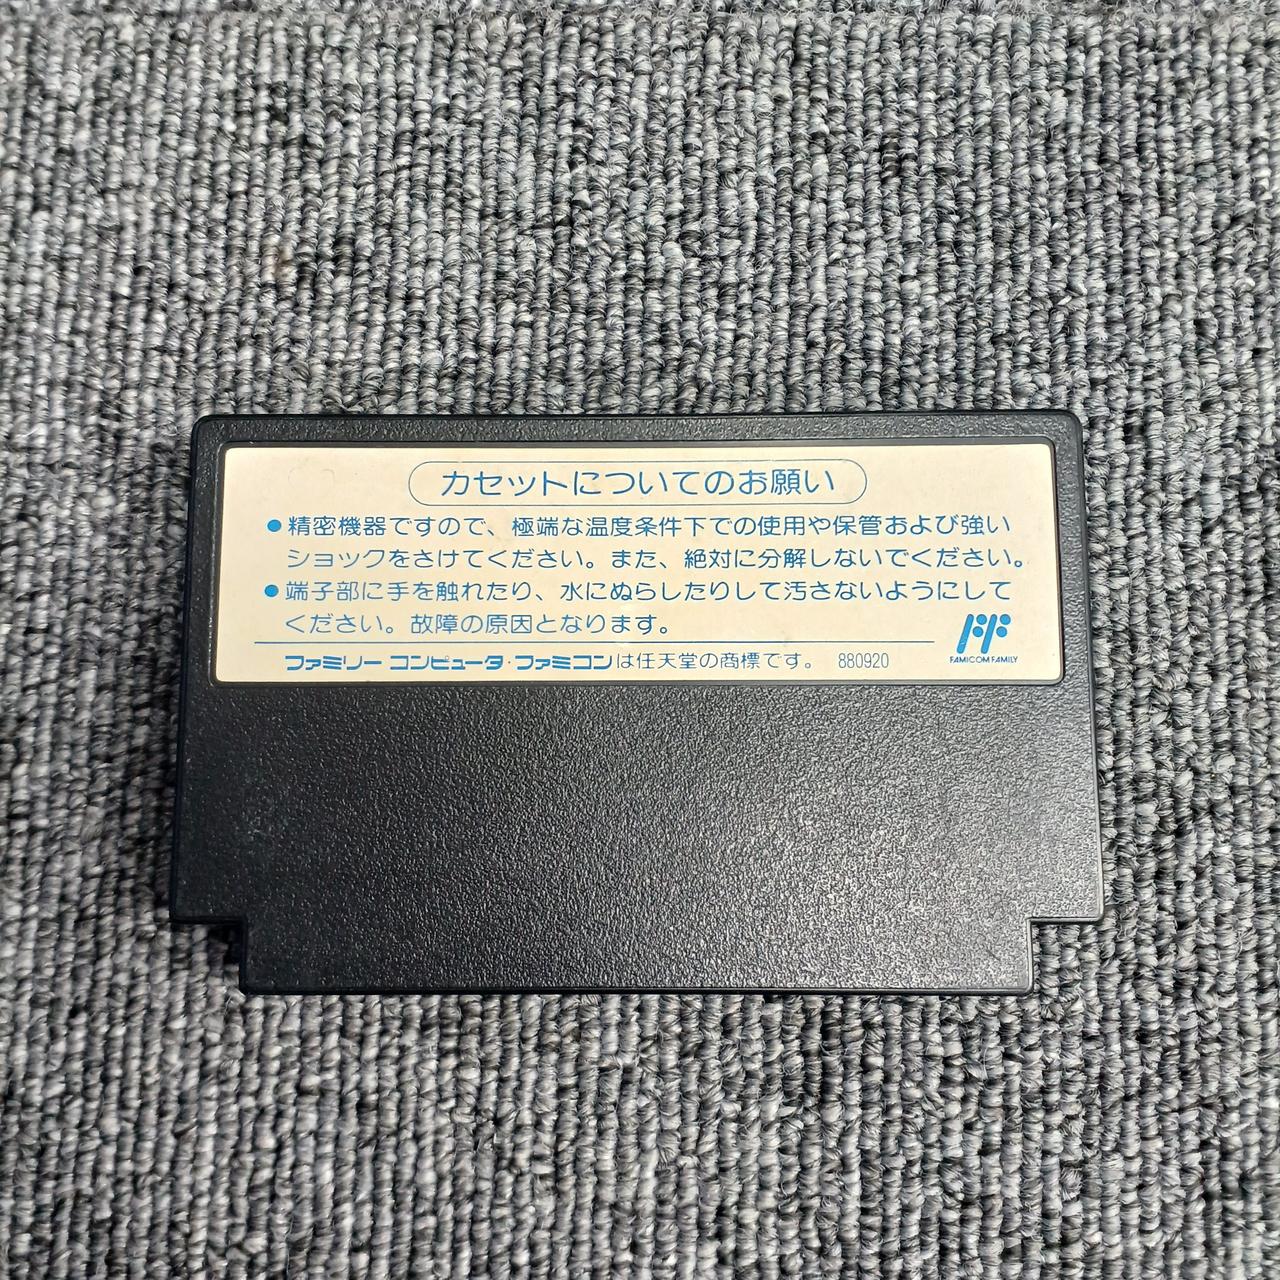 カセットについてのお願い
●精密機器ですので、極端な温度条件下での使用や保管および強い
ショックをさけてください。また、絶対に分解しないでください。
●端子部に手を触れたり、水にぬらしたりして汚さないようにして
ください。故障の原因となります。
ファミリー コンピュータ・ファミコンは任天堂の商標です。 880920
FAMICOM FAMILY